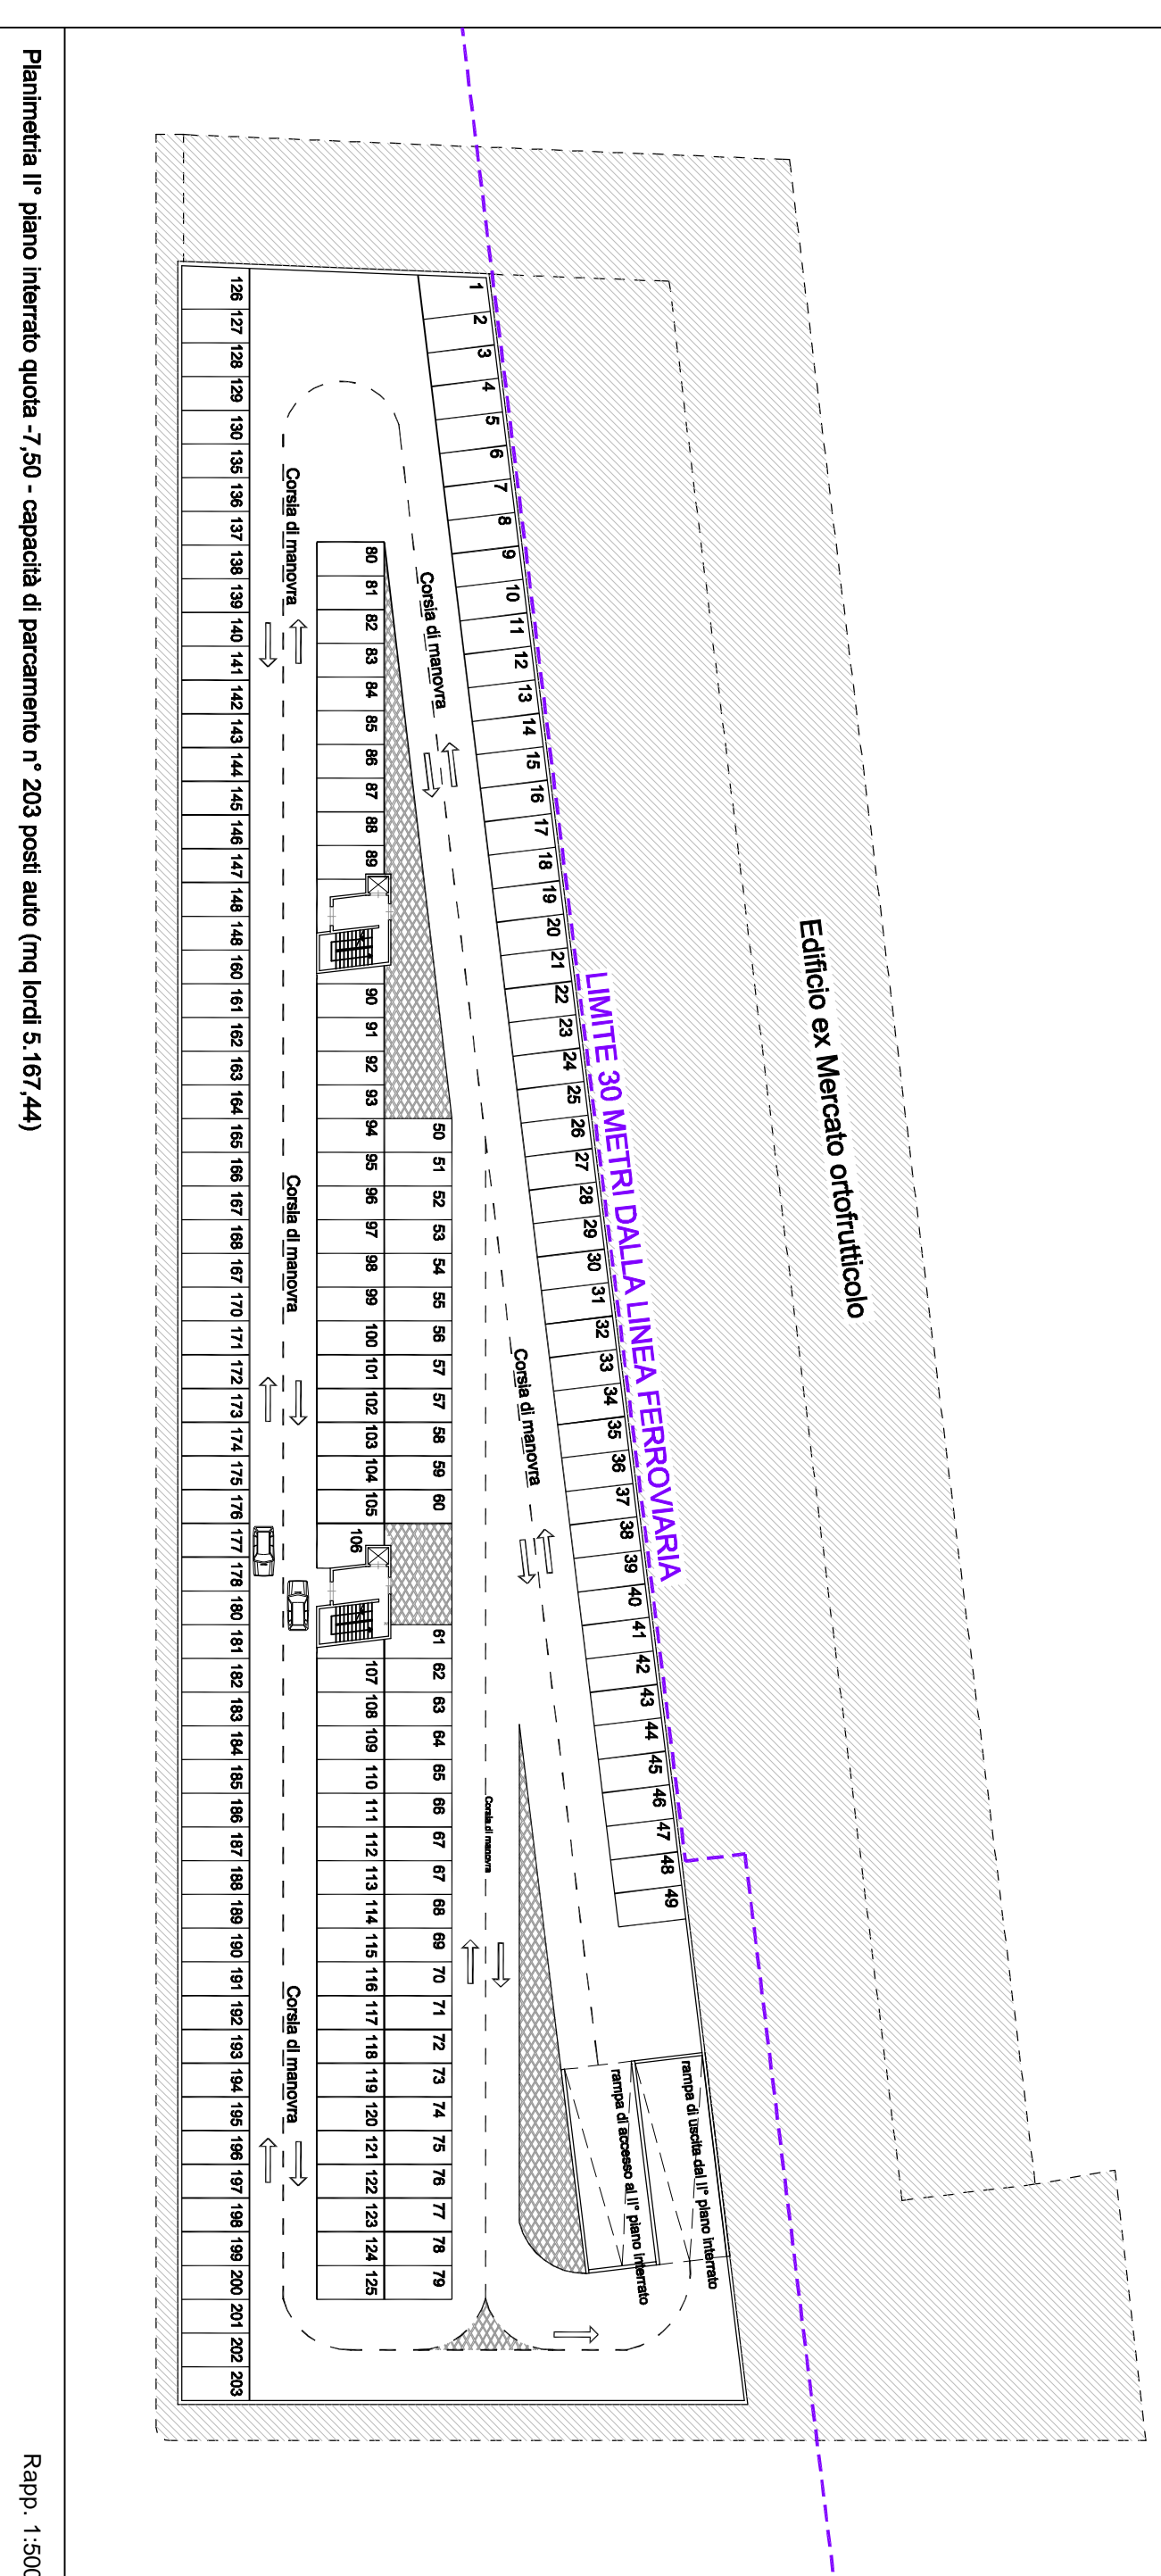 Planimetria II° piano interrato quota -7,50 - capacità di parcamento n° 203 posti auto (mq lordi 5.167,44)
Rapp. 1:500
Edificio ex Mercato ortofrutticolo
LIMITE 30 METRI DALLA LINEA FERROVIARIA
1 2 3 4 5 6 7 8 9 10 11 12 13 14 15 16 17 18 19 20 21 22 23 24 25 26 27 28 29 30 31 32 33 34 35 36 37 38 39 40 41 42 43 44 45 46 47 48 49
rampa di uscita dal II° piano interrato
rampa di accesso al II° piano interrato
Corsia di manovra
Corsia di manovra
Corsia di manovra
50 51 52 53 54 55 56 57 57 58 59 60 61 62 63 64 65 66 67 67 68 69 70 71 72 73 74 75 76 77 78 79
80 81 82 83 84 85 86 87 88 89 90 91 92 93 94 95 96 97 98 99 100 101 102 103 104 105 106 107 108 109 110 111 112 113 114 115 116 117 118 119 120 121 122 123 124 125
Corsia di manovra
Corsia di manovra
Corsia di manovra
126 127 128 129 130 135 136 137 138 139 140 141 142 143 144 145 146 147 148 148 160 161 162 163 164 165 166 167 168 167 170 171 172 173 174 175 176 177 178 180 181 182 183 184 185 186 187 188 189 190 191 192 193 194 195 196 197 198 199 200 201 202 203